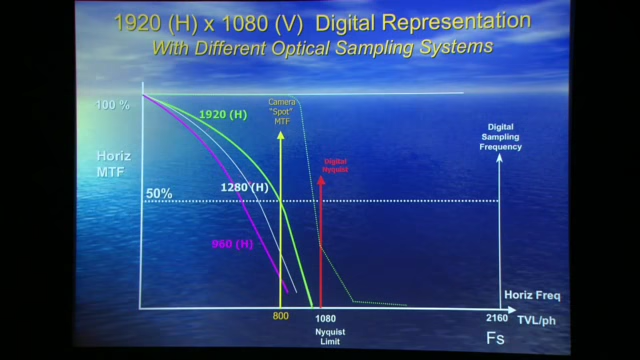 1920 (H) x 1080 (V) Digital Representation
With Different Optical Sampling Systems
100 %
1920 (H)
Camera
"Spot"
MTF
Digital
Sampling
Frequency
Horiz
MTF
Digital
Nyquist
50%
1280 (H)
960 (H)
Horiz Freq
800
1080
2160
TVL/ph
Nyquist
Limit
Fs